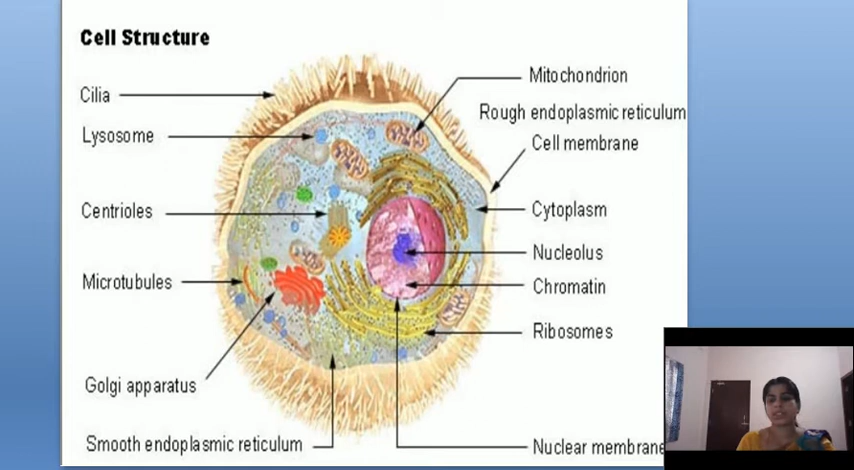 Cell Structure
Cilia
Lysosome
Centrioles
Microtubules
Golgi apparatus
Smooth endoplasmic reticulum
Mitochondrion
Rough endoplasmic reticulum
Cell membrane
Cytoplasm
Nucleolus
Chromatin
Ribosomes
Nuclear membrane